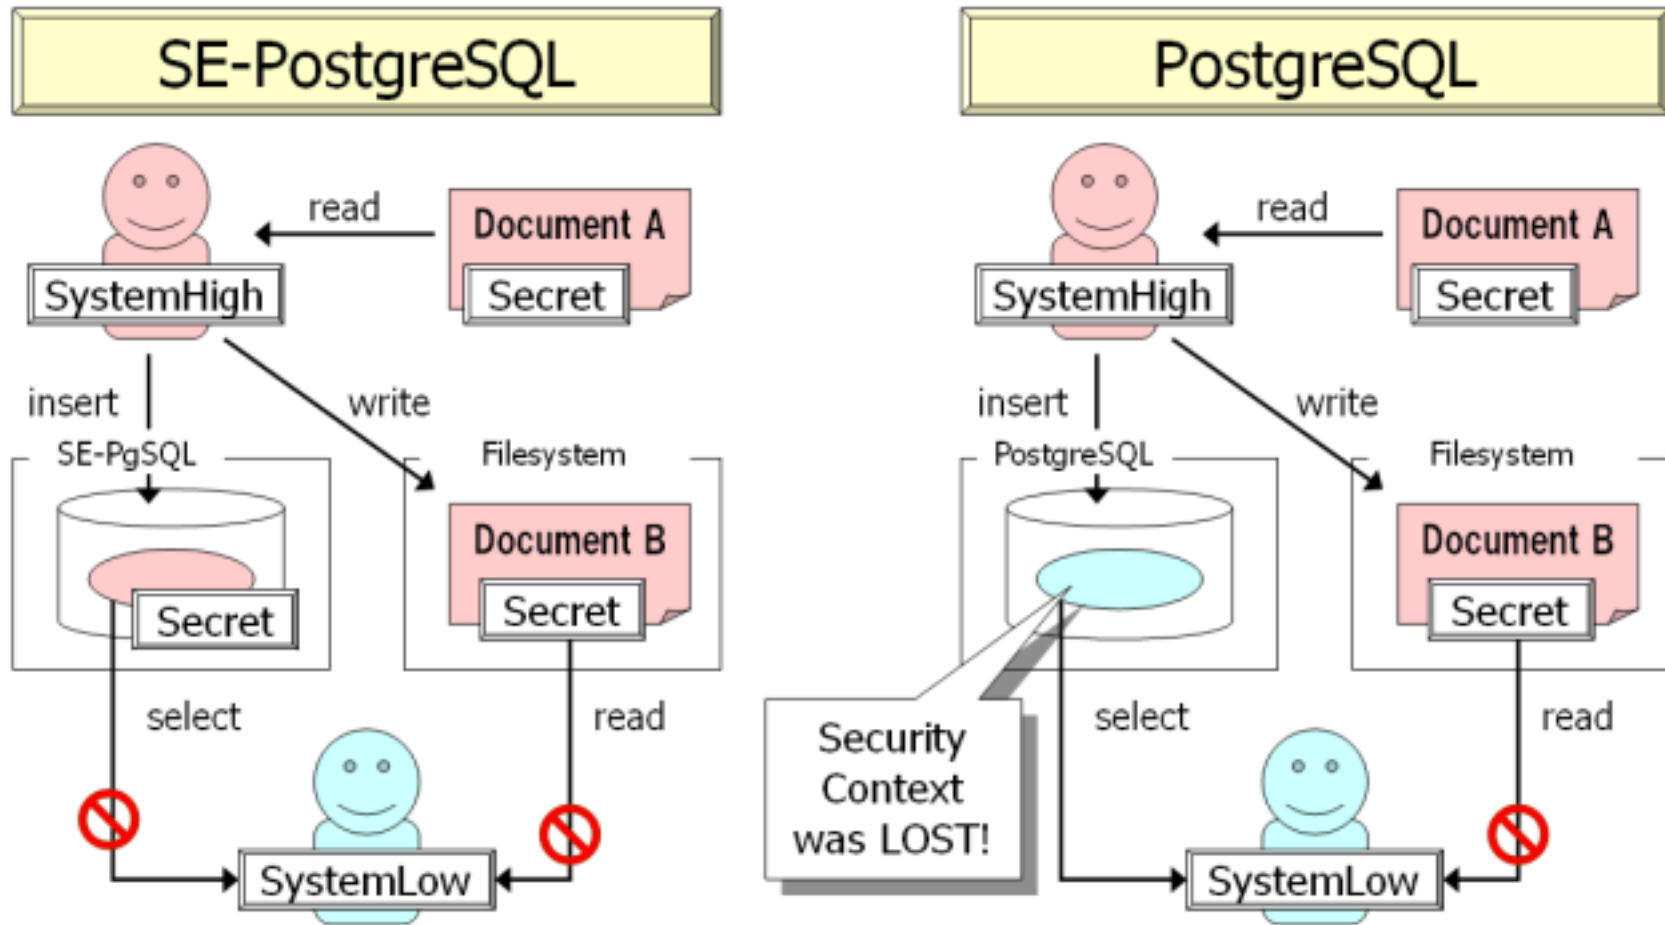 SE-PostgreSQL
read
Document A
Secret
SystemHigh
insert
write
SE-PgSQL
Filesystem
Document B
Secret
Secret
select
read
SystemLow
PostgreSQL
read
Document A
Secret
SystemHigh
insert
write
PostgreSQL
Filesystem
Document B
Secret
Security
Context
was LOST!
select
read
SystemLow